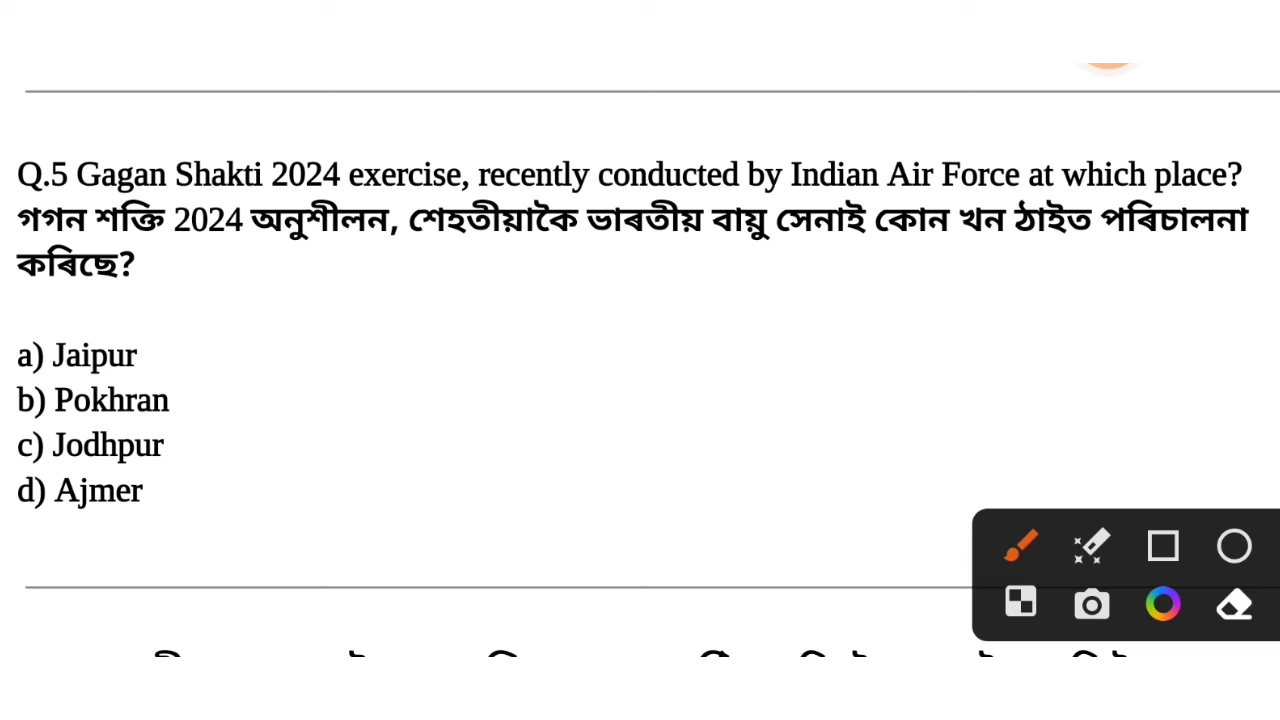 Q.5 Gagan Shakti 2024 exercise, recently conducted by Indian Air Force at which place?
গগন শক্তি 2024 অনুশীলন, শেহতীয়াকৈ ভাৰতীয় বায়ু সেনাই কোন খন ঠাইত পৰিচালনা
কৰিছে?
a) Jaipur
b) Pokhran
c) Jodhpur
d) Ajmer